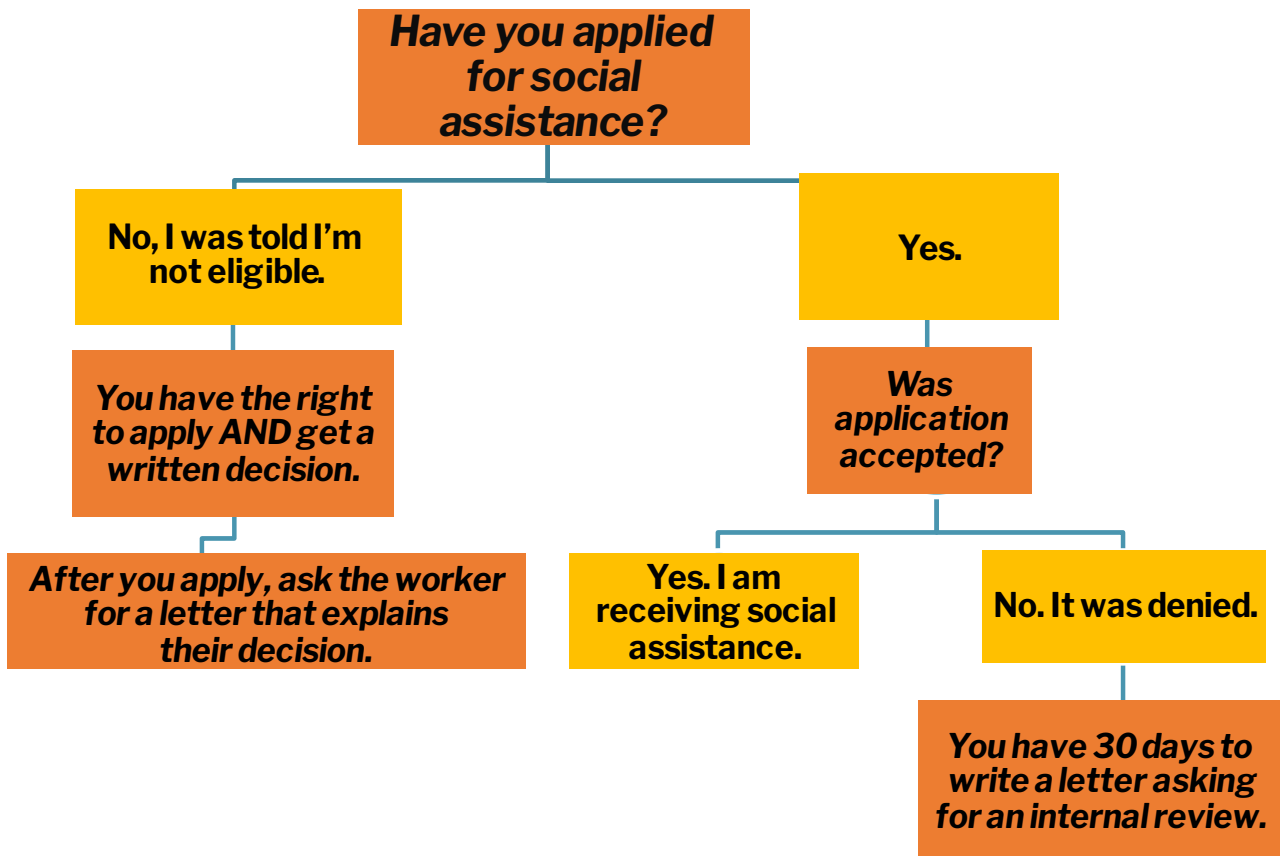 Have you applied
for social
assistance?
No, I was told I’m
not eligible.
Yes.
You have the right
to apply AND get a
written decision.
Was
application
accepted?
After you apply, ask the worker
for a letter that explains
their decision.
Yes. I am
receiving social
assistance.
No. It was denied.
You have 30 days to
write a letter asking
for an internal review.